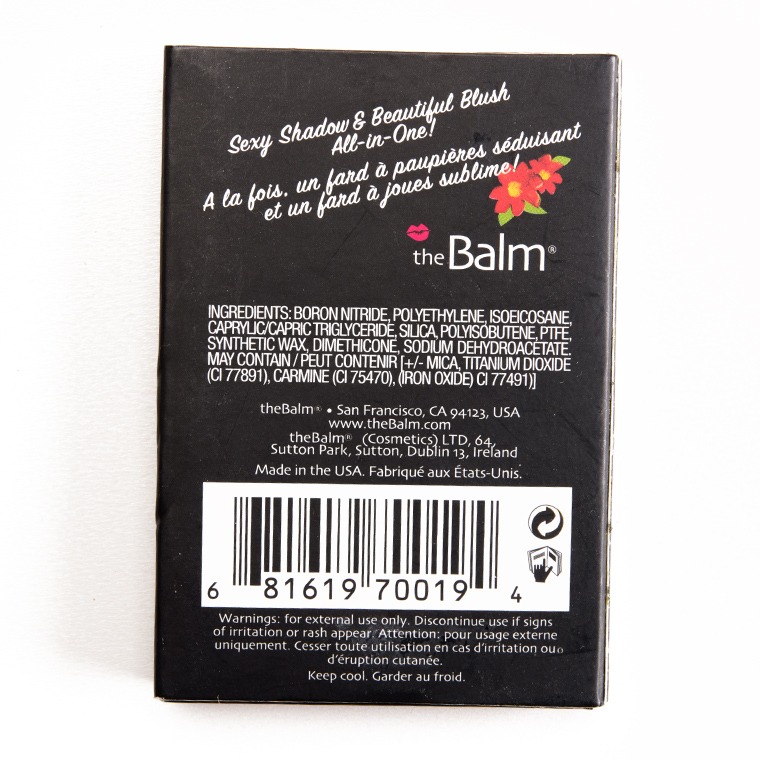 Sexy Shadow & Beautiful Blush
All-in-One!
A la fois, un fard à paupières séduisant
et un fard à joues sublime!
theBalm®
INGREDIENTS: BORON NITRIDE, POLYETHYLENE, ISOEICOSANE,
CAPRYLIC/CAPRIC TRIGLYCERIDE, SILICA, POLYISOBUTENE, PTFE,
SYNTHETIC WAX, DIMETHICONE, SODIUM DEHYDROACETATE.
MAY CONTAIN / PEUT CONTENIR [+/- MICA, TITANIUM DIOXIDE
(CI 77891), CARMINE (CI 75470), (IRON OXIDE) CI 77491)]
theBalm® • San Francisco, CA 94123, USA
www.theBalm.com
theBalm® (Cosmetics) LTD, 64,
Sutton Park, Sutton, Dublin 13, Ireland
Made in the USA. Fabriqué aux États-Unis.
6 81619 70019 4
Warnings: for external use only. Discontinue use if signs
of irritation or rash appear. Attention: pour usage externe
uniquement. Cesser toute utilisation en cas d'irritation ou
d'éruption cutanée.
Keep cool. Garder au froid.